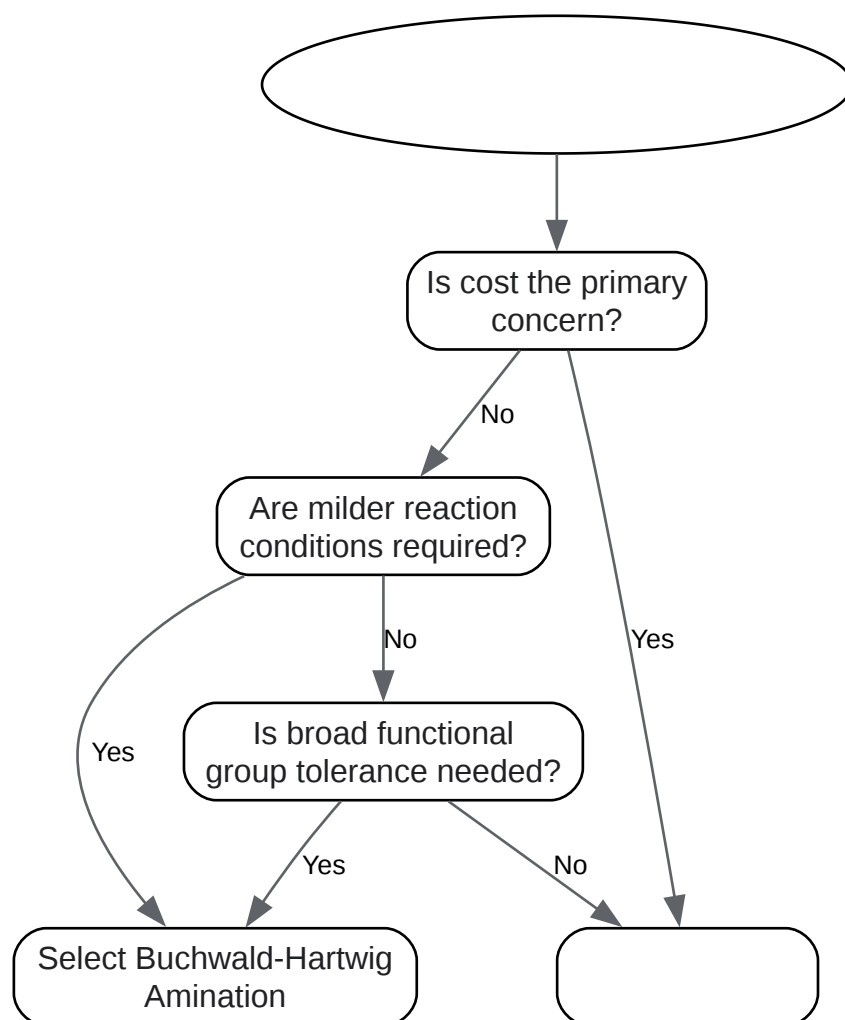 Is cost the primary
concern?
No
Are milder reaction
conditions required?
No
Yes
Is broad functional
group tolerance needed?
Yes
Yes
No
Select Buchwald-Hartwig
Amination